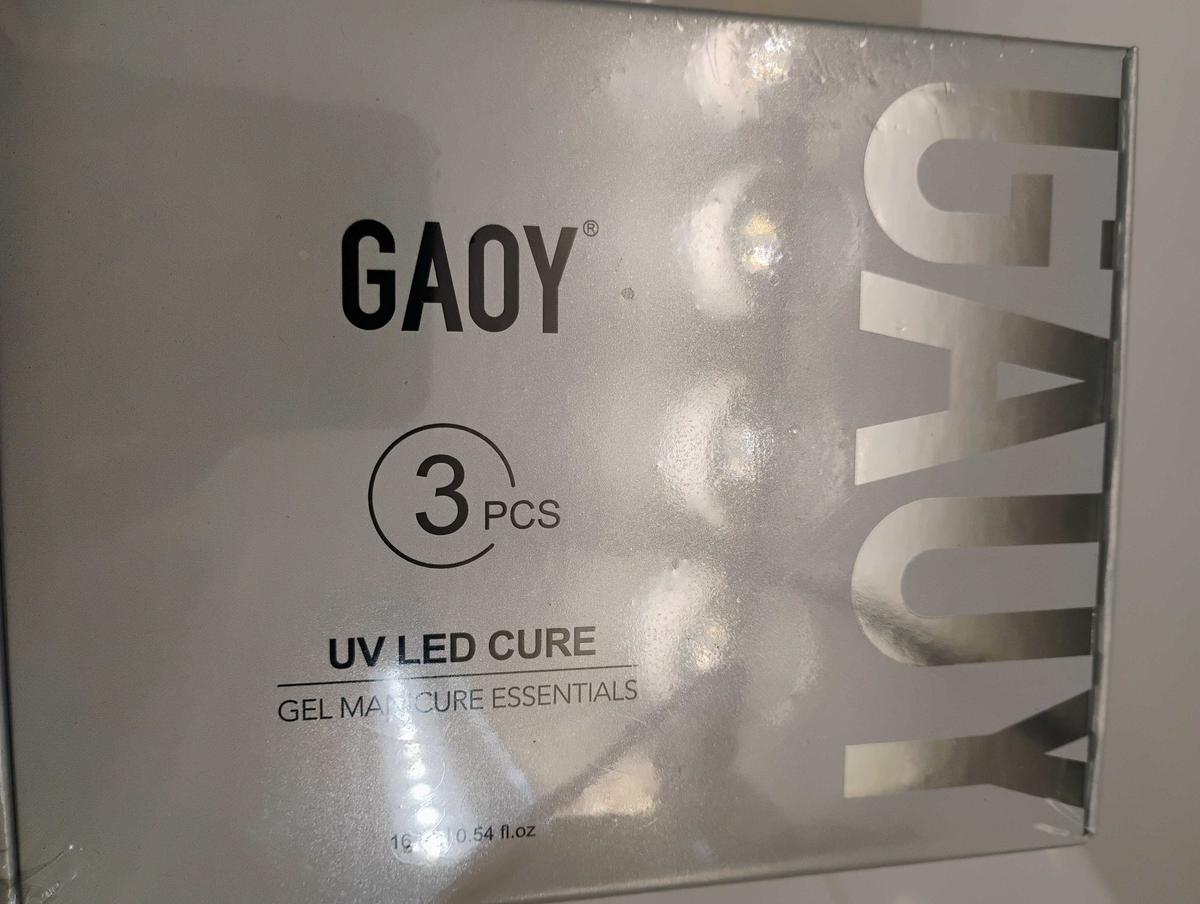 GAOY®
3 PCS
UV LED CURE
GEL MANICURE ESSENTIALS
0.54 fl.oz
GAOY